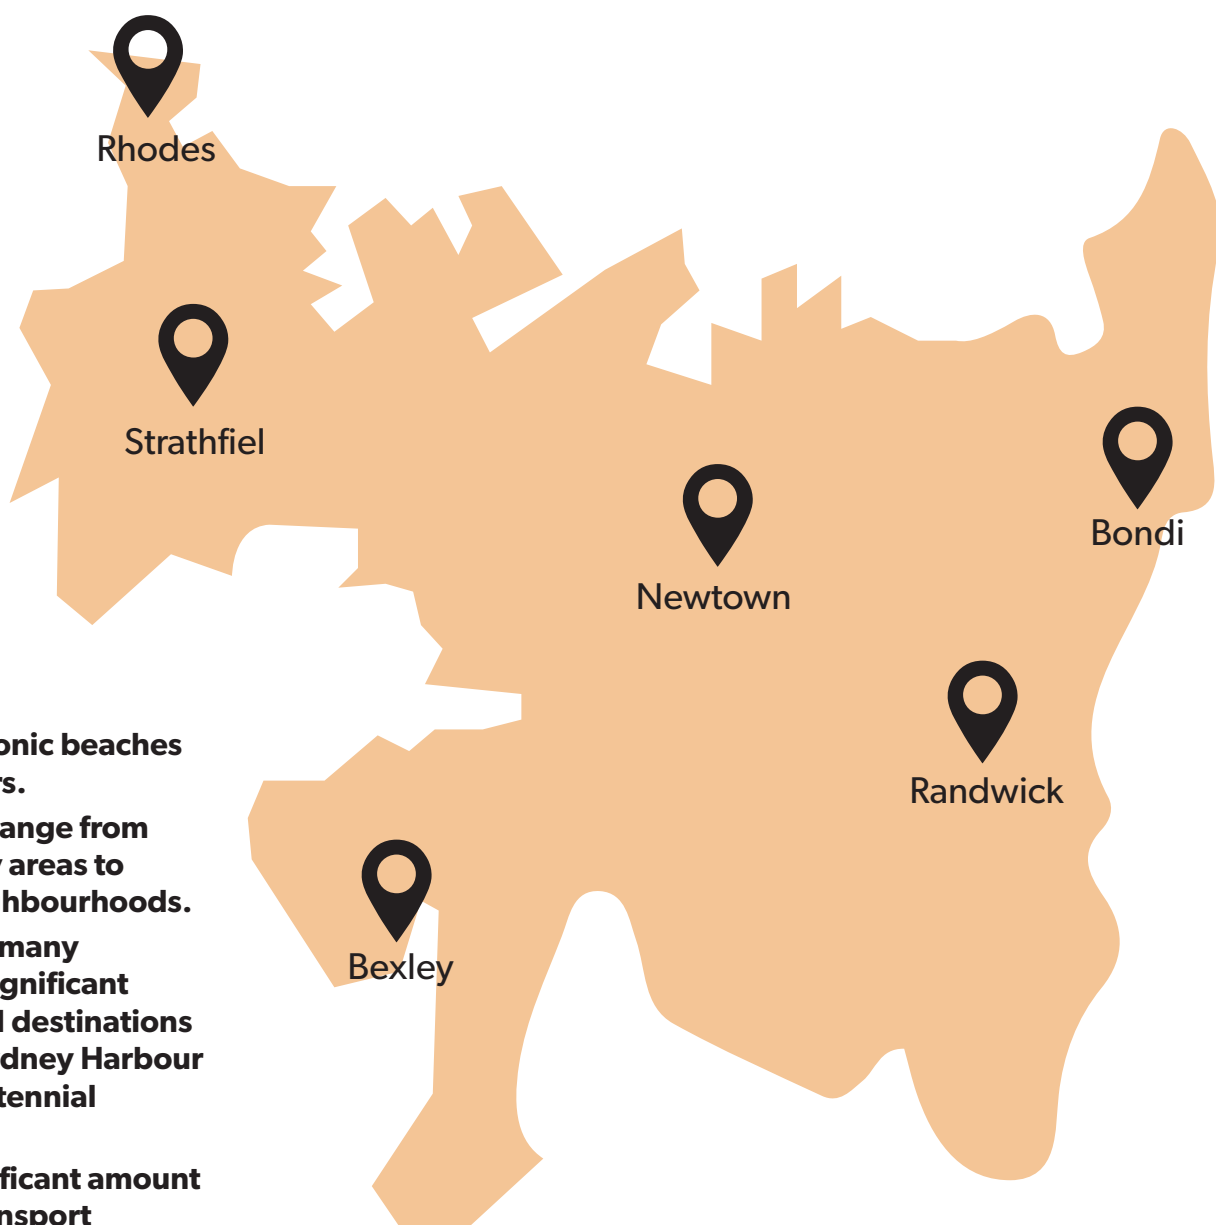 Rhodes
Strathfiel
Bondi
Newtown
Randwick
Bexley
onic beaches
rs.
ange from
y areas to
hbourhoods.
many
gnificant
l destinations
dney Harbour
tennial
ficant amount
nsport